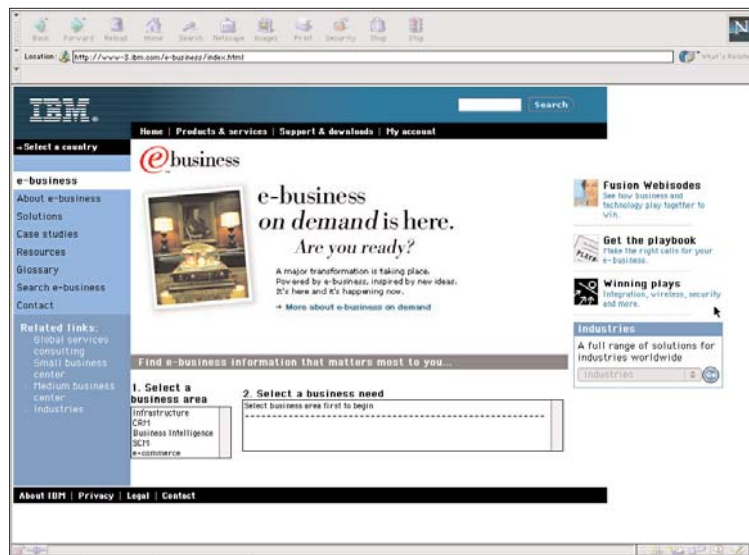 Back Forward Reload Home Search Netscape Images Print Security Shop Stop
N
Location: http://www-3.ibm.com/e-business/index.html
What's Related
IBM.
Search
Home | Products & services | Support & downloads | My account
→Select a country
e-business
e-business
About e-business
Solutions
Case studies
Resources
Glossary
Search e-business
Contact
Related links:
Global services
consulting
Small business
center
Medium business
center
Industries
e-business
on demand is here.
Are you ready?
A major transformation is taking place.
Powered by e-business, inspired by new ideas.
It's here and it's happening now.
→ More about e-business on demand
Fusion Webisodes
See how business and
technology play together to
win.
Get the playbook
Make the right calls for your
e-business.
Winning plays
Integration, wireless, security
and more.
Industries
A full range of solutions for
industries worldwide
Industries
Go
Find e-business information that matters most to you...
1. Select a
business area
Infrastructure
CRM
Business Intelligence
SCM
e-commerce
2. Select a business need
Select business area first to begin
About IBM | Privacy | Legal | Contact